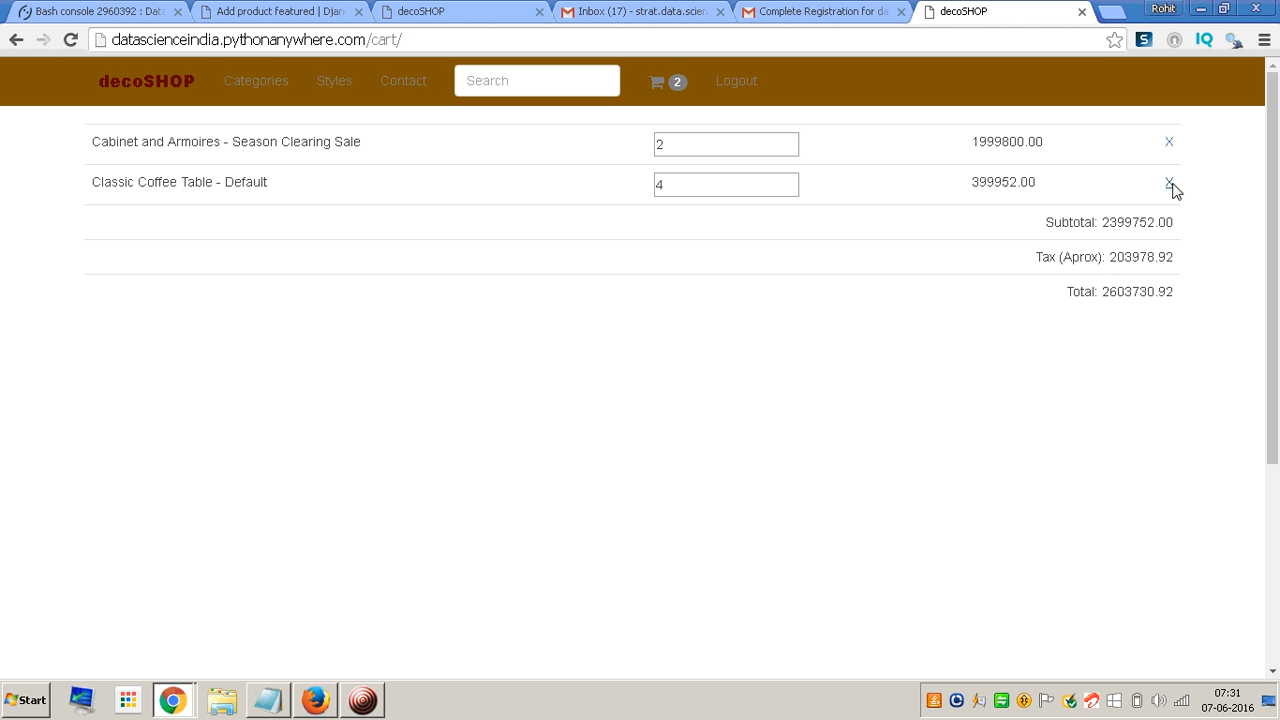 Bash console 2960392 : Data
Add product featured | Djan
decoSHOP
Inbox (17) - strat.data.scien
Complete Registration for da
decoSHOP
Rohit
datascienceindia.pythonanywhere.com/cart/
S
IQ
decoSHOP
Categories
Styles
Contact
Search
2
Logout
Cabinet and Armoires - Season Clearing Sale
2
1999800.00
X
Classic Coffee Table - Default
4
399952.00
X
Subtotal: 2399752.00
Tax (Aprox): 203978.92
Total: 2603730.92
Start
07:31
07-06-2016